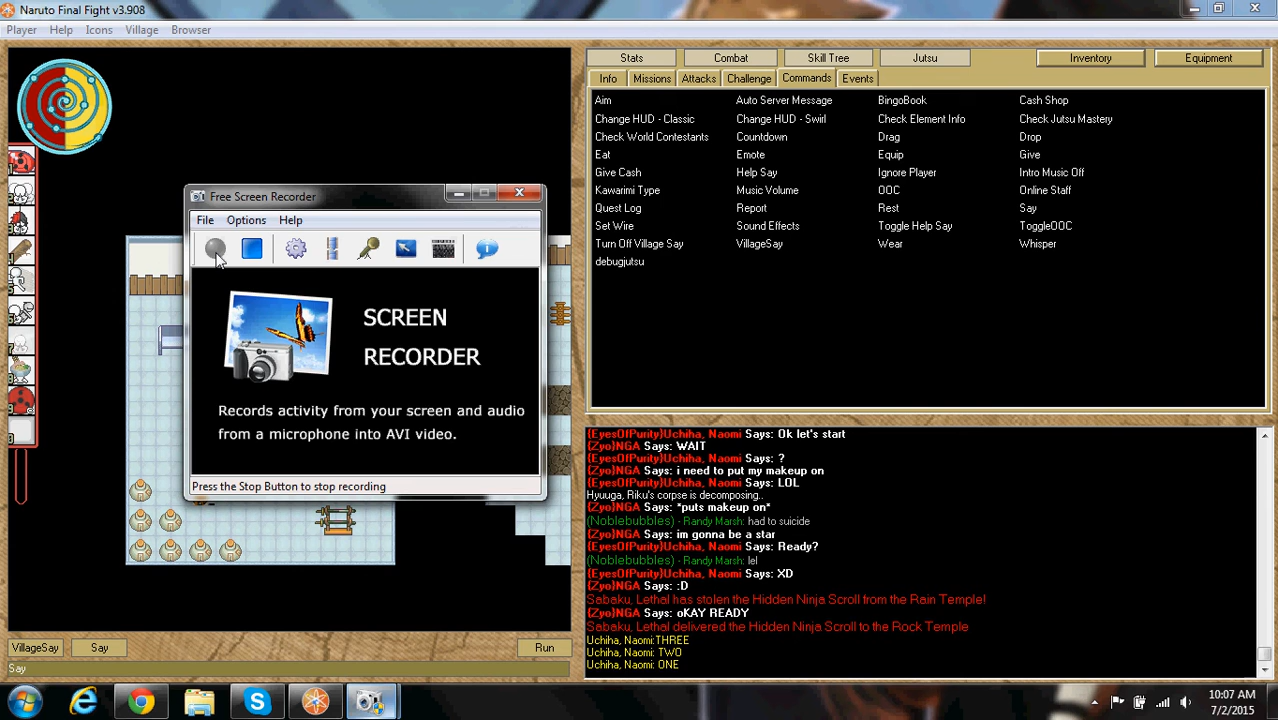 Naruto Final Fight v3.908
Player Help Icons Village Browser
Stats Combat Skill Tree Jutsu Inventory Equipment
Info Missions Attacks Challenge Commands Events
Aim Auto Server Message BingoBook Cash Shop
Change HUD - Classic Change HUD - Swirl Check Element Info Check Jutsu Mastery
Check World Contestants Countdown Drag Drop
Eat Emote Equip Give
Give Cash Help Say Ignore Player Intro Music Off
Kawarimi Type Music Volume OOC Online Staff
Quest Log Report Rest Say
Set Wire Sound Effects Toggle Help Say ToggleOOC
Turn Off Village Say VillageSay Wear Whisper
debugjutsu
Free Screen Recorder
File Options Help
SCREEN
RECORDER
Records activity from your screen and audio
from a microphone into AVI video.
Press the Stop Button to stop recording
{EyesOfPurity}Uchiha, Naomi Says: Ok let's start
{Zyo}NGA Says: WAIT
{EyesOfPurity}Uchiha, Naomi Says: ?
{Zyo}NGA Says: i need to put my makeup on
{EyesOfPurity}Uchiha, Naomi Says: LOL
Hyuuga, Riku's corpse is decomposing..
{Zyo}NGA Says: *puts makeup on*
(Noblebubbles) - Randy Marsh: had to suicide
{Zyo}NGA Says: im gonna be a star
{EyesOfPurity}Uchiha, Naomi Says: Ready?
(Noblebubbles) - Randy Marsh: lel
{EyesOfPurity}Uchiha, Naomi Says: XD
{Zyo}NGA Says: :D
Sabaku, Lethal has stolen the Hidden Ninja Scroll from the Rain Temple!
{Zyo}NGA Says: oKAY READY
Sabaku, Lethal delivered the Hidden Ninja Scroll to the Rock Temple
Uchiha, Naomi:THREE
Uchiha, Naomi: TWO
Uchiha, Naomi: ONE
VillageSay Say Run
Say
10:07 AM
7/2/2015